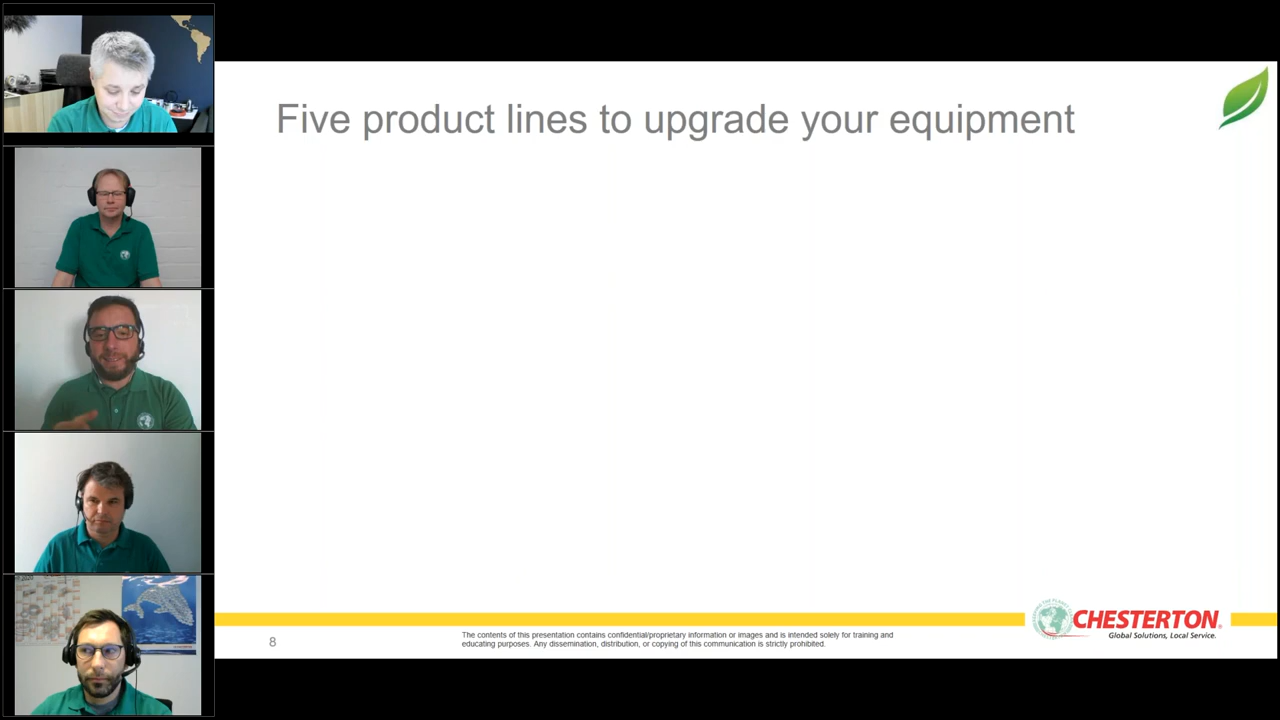 Five product lines to upgrade your equipment
CHESTERTON
Global Solutions, Local Service.
8
The contents of this presentation contains confidential/proprietary information or images and is intended solely for training and
educating purposes. Any dissemination, distribution, or copying of this communication is strictly prohibited.
2020